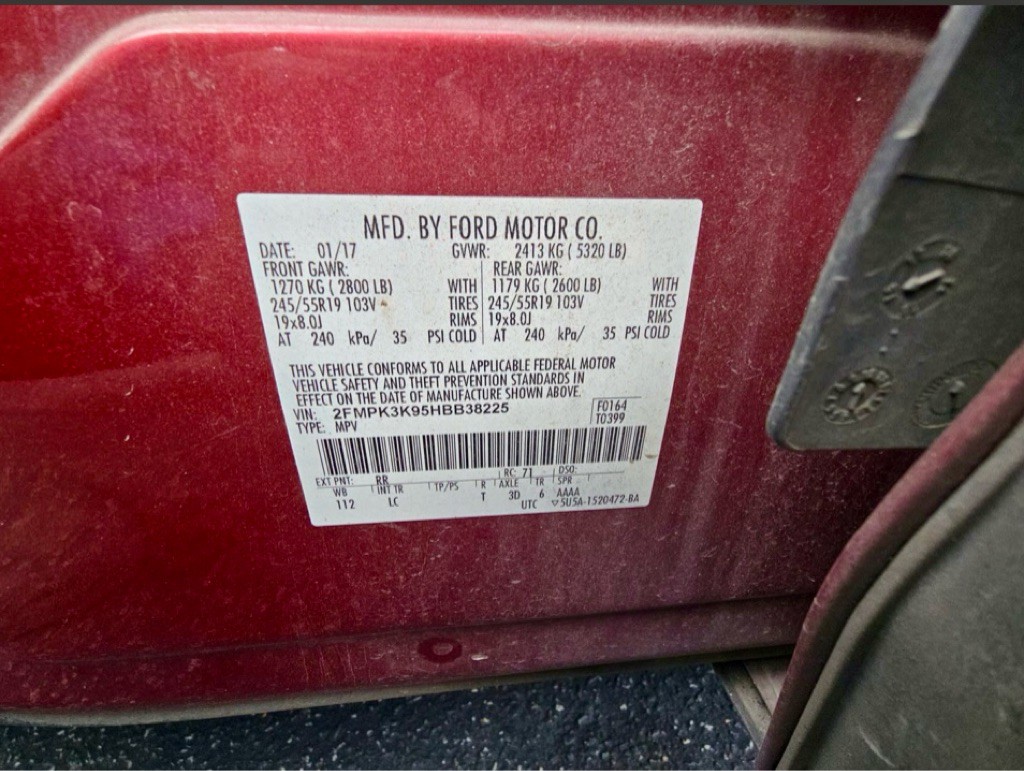 MFD. BY FORD MOTOR CO.
DATE: 01/17 GVWR: 2413 KG ( 5320 LB)
FRONT GAWR: REAR GAWR:
1270 KG ( 2800 LB) WITH 1179 KG ( 2600 LB) WITH
245/55R19 103V TIRES 245/55R19 103V TIRES
19x8.0J RIMS 19x8.0J RIMS
AT 240 kPa/ 35 PSI COLD AT 240 kPa/ 35 PSI COLD
THIS VEHICLE CONFORMS TO ALL APPLICABLE FEDERAL MOTOR
VEHICLE SAFETY AND THEFT PREVENTION STANDARDS IN
EFFECT ON THE DATE OF MANUFACTURE SHOWN ABOVE.
VIN: 2FMPK3K95HBB38225 F0164
TYPE: MPV T0399
RC: 71 DSO:
EXT PNT: RR
WB INT TR TP/PS R AXLE TR SPR
112 LC T 3D 6 AAAA
UTC ▽5U5A-1520472-BA